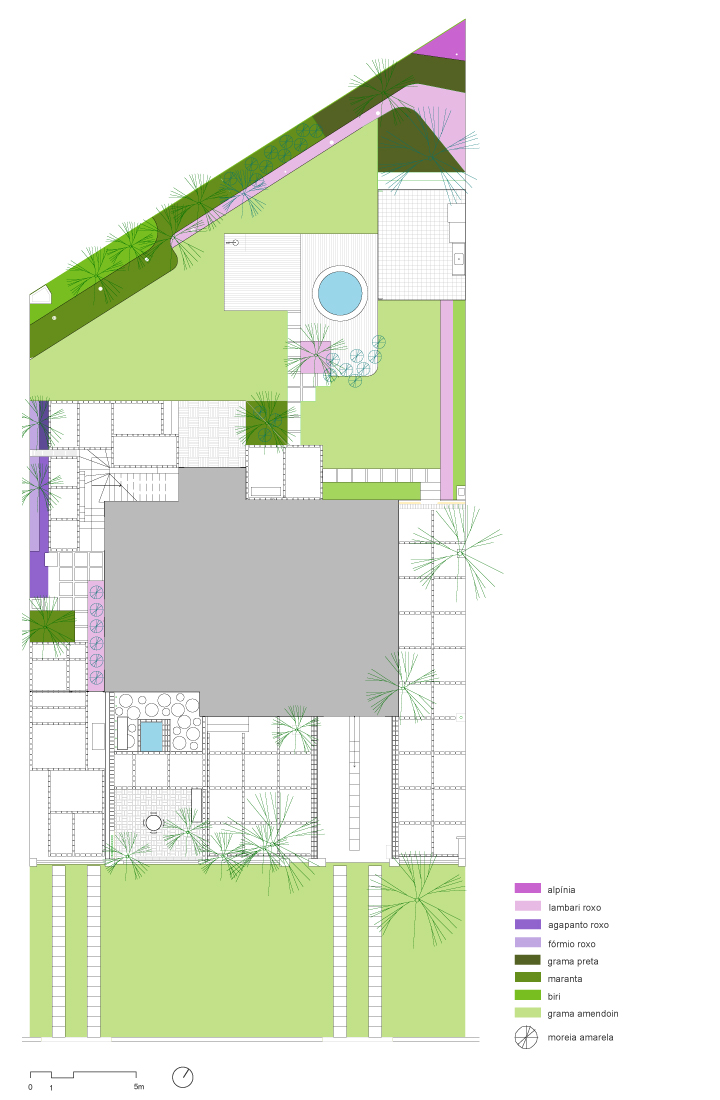 alpínia
lambari roxo
agapanto roxo
fórmio roxo
grama preta
maranta
biri
grama amendoin
moreia amarela
0 1 5m